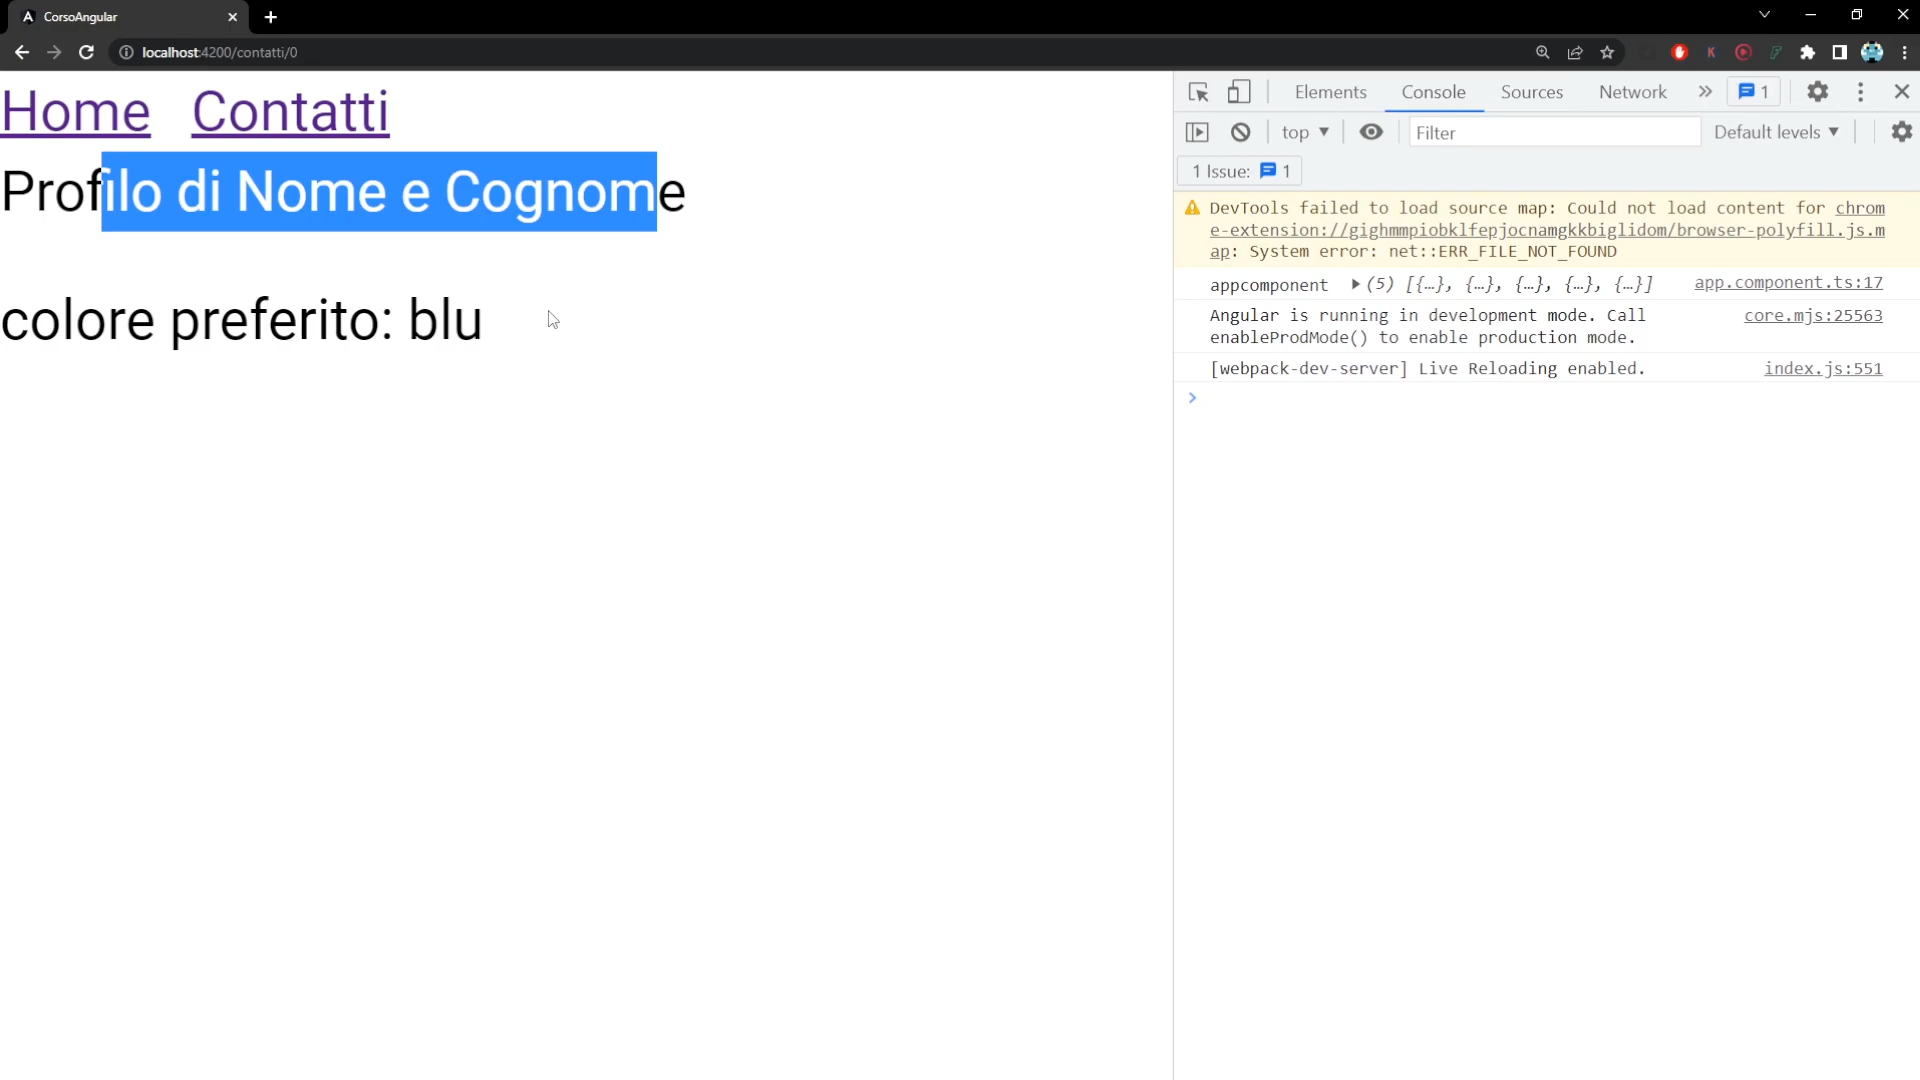 CorsoAngular
localhost:4200/contatti/0
Home Contatti
Profilo di Nome e Cognome
colore preferito: blu
Elements Console Sources Network » 1
top ▼ Filter Default levels ▼
1 Issue: 1
DevTools failed to load source map: Could not load content for chrom
e-extension://gighmmpiobklfepjocnamgkkbiglidom/browser-polyfill.js.m
ap: System error: net::ERR_FILE_NOT_FOUND
appcomponent ▶ (5) [{…}, {…}, {…}, {…}, {…}] app.component.ts:17
Angular is running in development mode. Call core.mjs:25563
enableProdMode() to enable production mode.
[webpack-dev-server] Live Reloading enabled. index.js:551